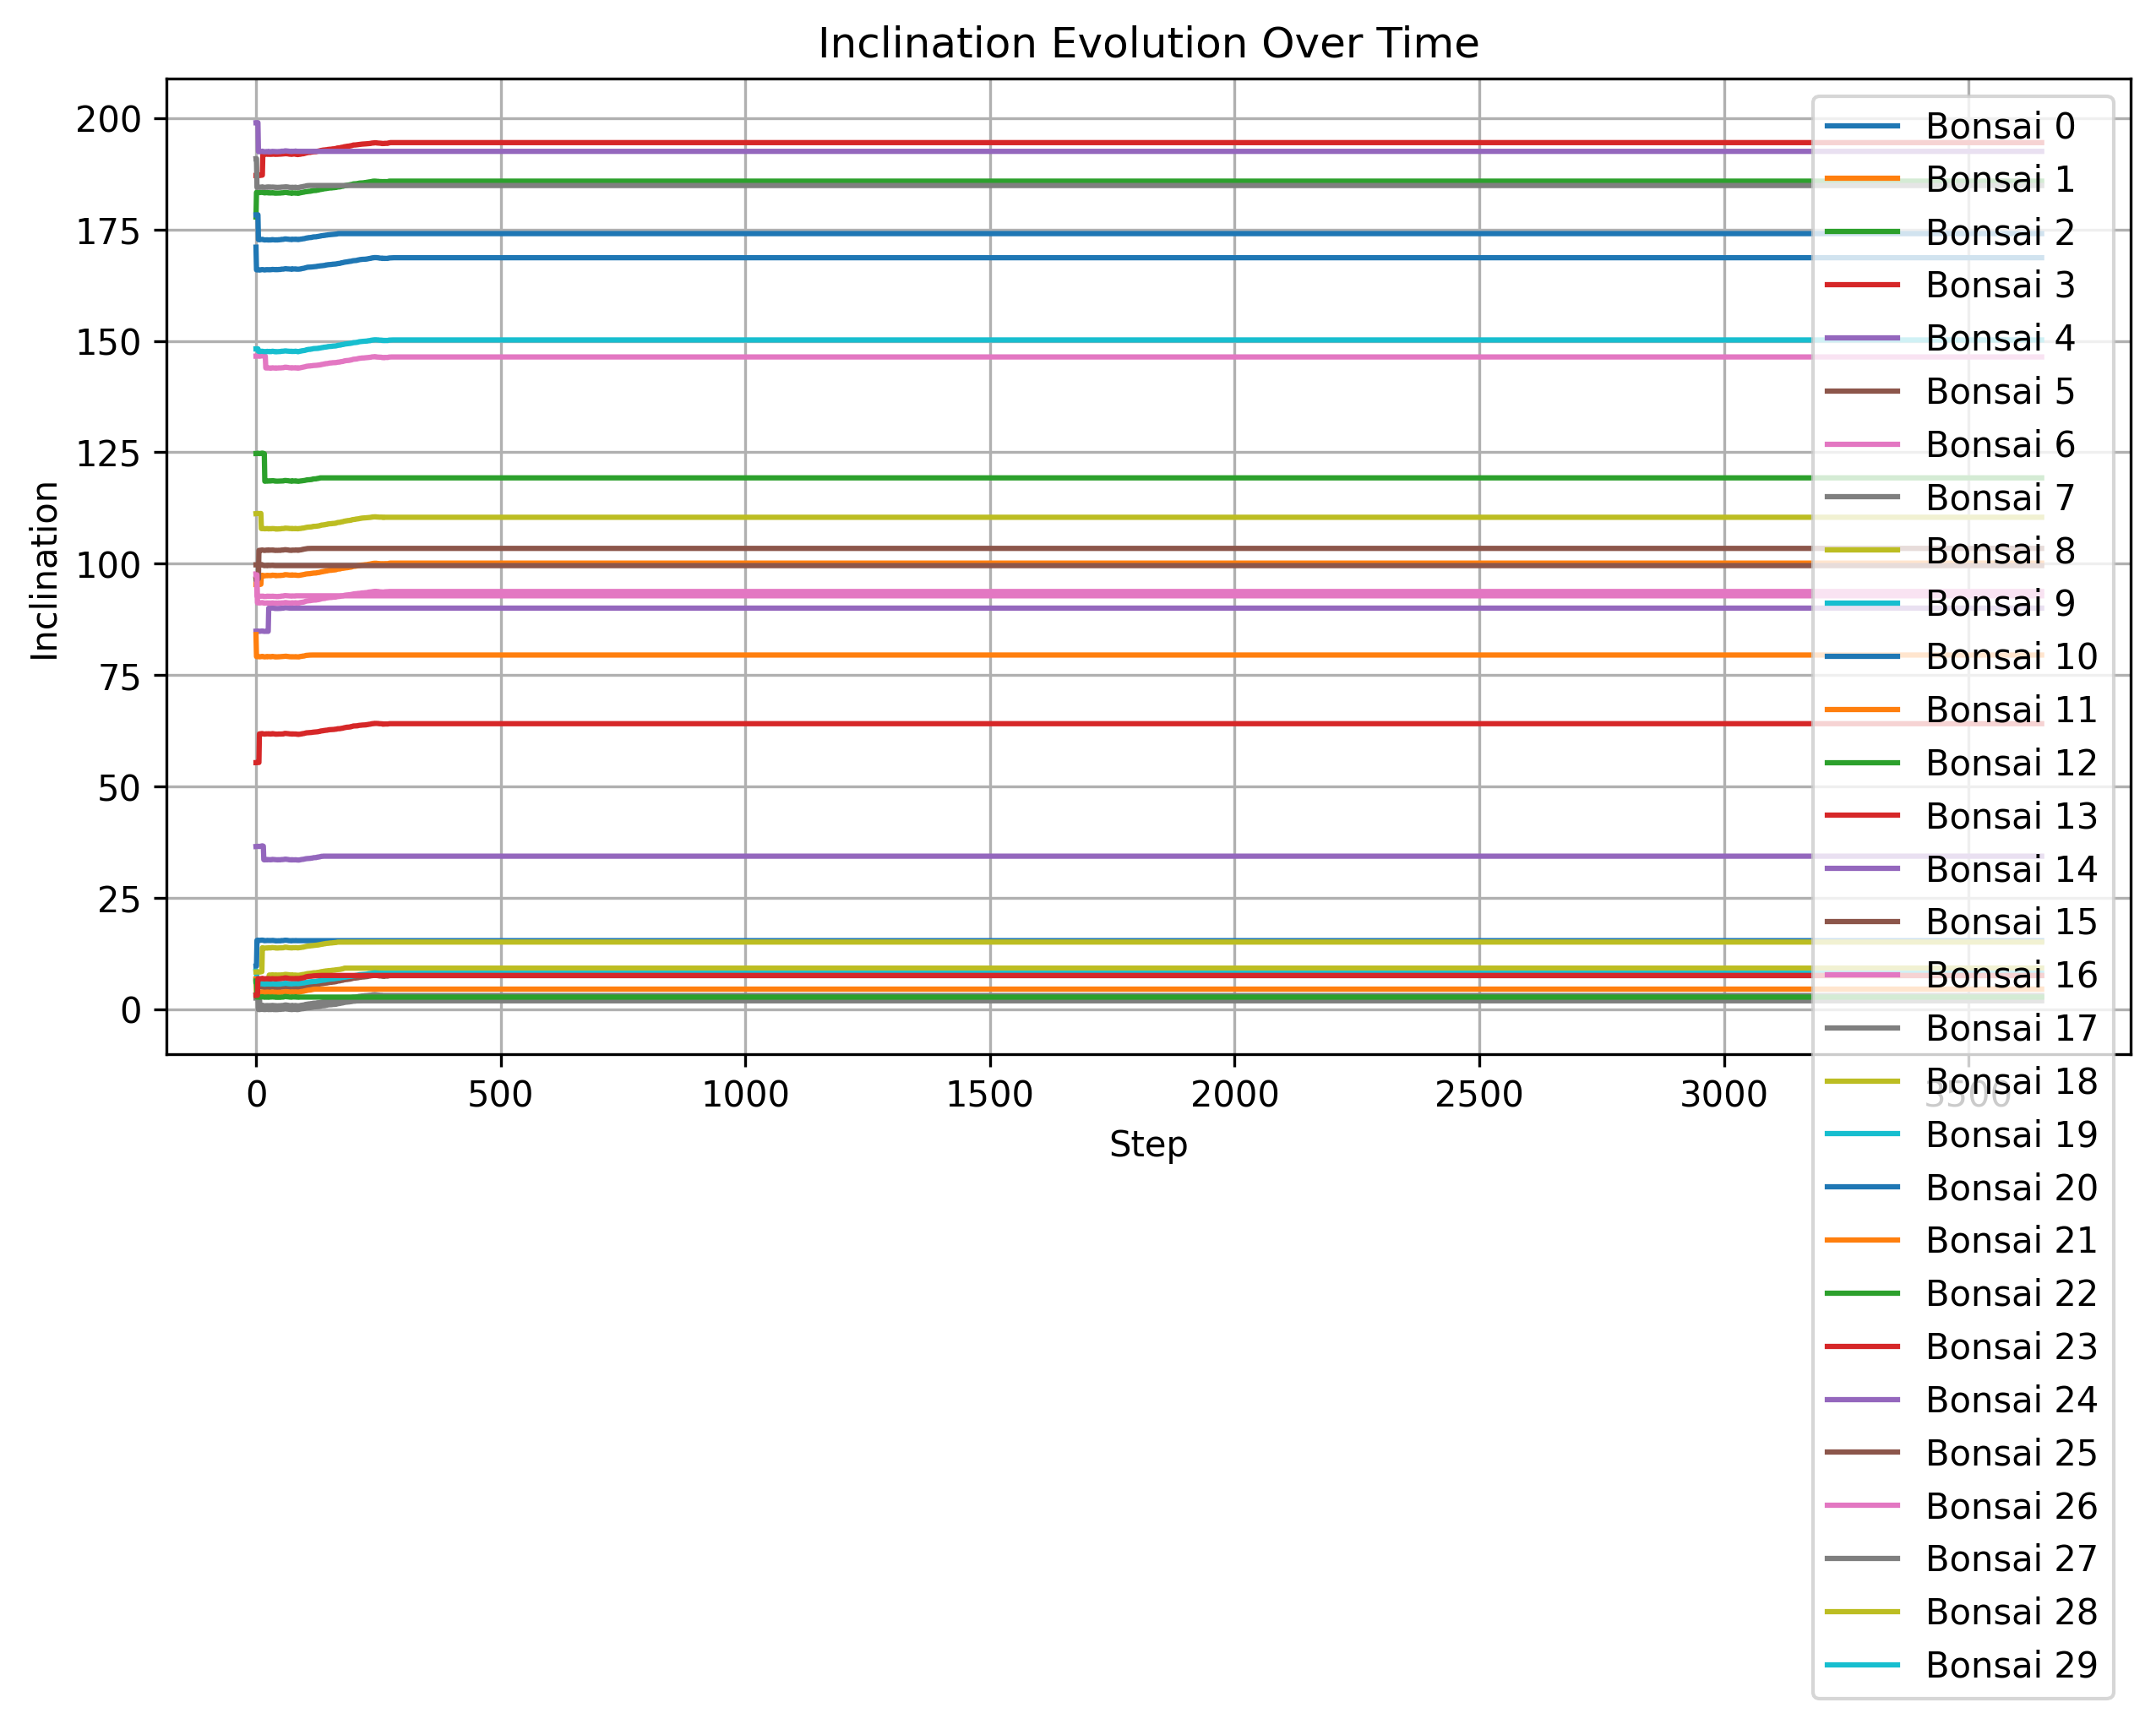 Inclination Evolution Over Time
Inclination
200
175
150
125
100
75
50
25
0
0 500 1000 1500 2000 2500 3000 3500
Step
Bonsai 0
Bonsai 1
Bonsai 2
Bonsai 3
Bonsai 4
Bonsai 5
Bonsai 6
Bonsai 7
Bonsai 8
Bonsai 9
Bonsai 10
Bonsai 11
Bonsai 12
Bonsai 13
Bonsai 14
Bonsai 15
Bonsai 16
Bonsai 17
Bonsai 18
Bonsai 19
Bonsai 20
Bonsai 21
Bonsai 22
Bonsai 23
Bonsai 24
Bonsai 25
Bonsai 26
Bonsai 27
Bonsai 28
Bonsai 29